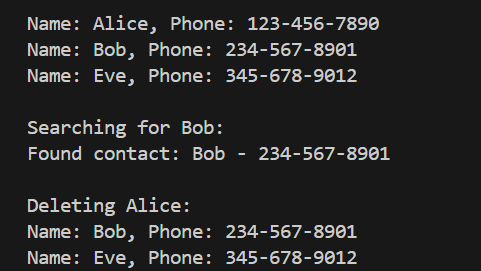 Name: Alice, Phone: 123-456-7890
Name: Bob, Phone: 234-567-8901
Name: Eve, Phone: 345-678-9012
Searching for Bob:
Found contact: Bob - 234-567-8901
Deleting Alice:
Name: Bob, Phone: 234-567-8901
Name: Eve, Phone: 345-678-9012